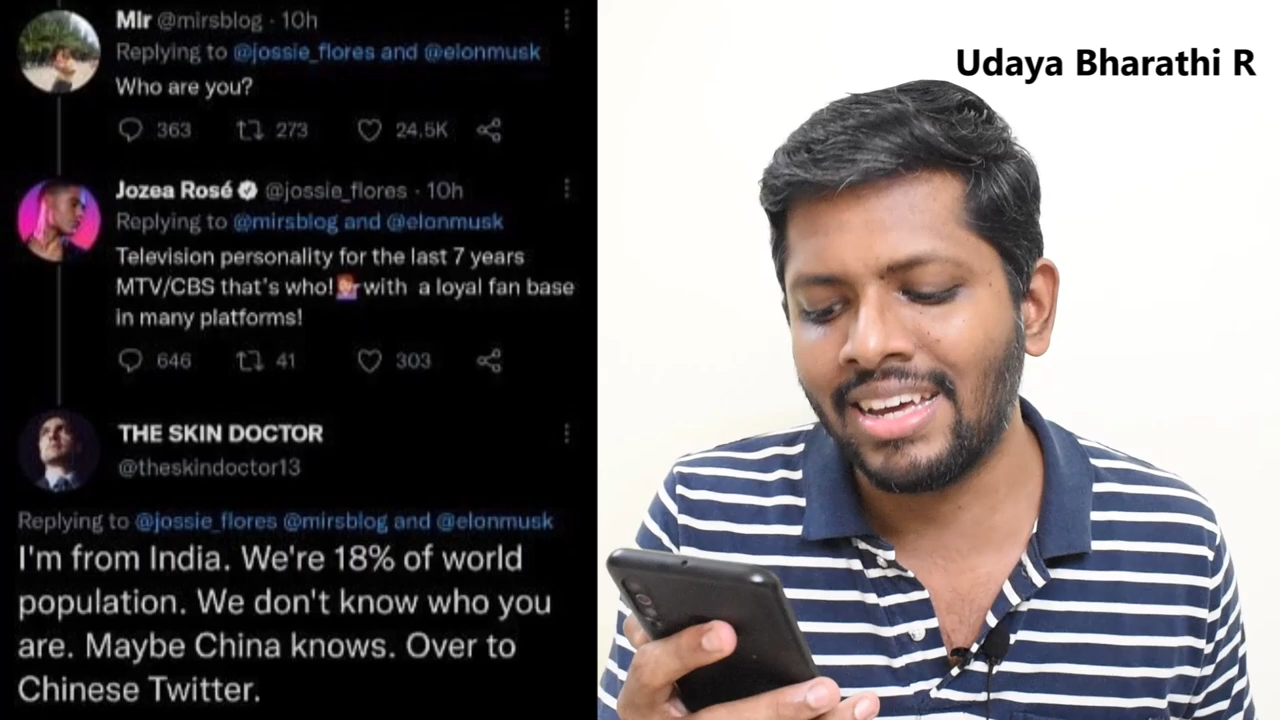 Mir @mirsblog · 10h
Replying to @jossie_flores and @elonmusk
Who are you?
363 273 24,5K
Jozea Rosé @jossie_flores · 10h
Replying to @mirsblog and @elonmusk
Television personality for the last 7 years
MTV/CBS that's who!💁🏽‍♂️with a loyal fan base
in many platforms!
646 41 303
THE SKIN DOCTOR
@theskindoctor13
Replying to @jossie_flores @mirsblog and @elonmusk
I'm from India. We're 18% of world
population. We don't know who you
are. Maybe China knows. Over to
Chinese Twitter.
Udaya Bharathi R